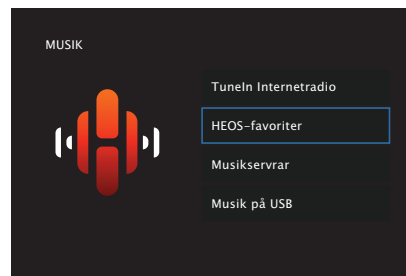 MUSIK
TuneIn Internetradio
HEOS-favoriter
Musikservrar
Musik på USB